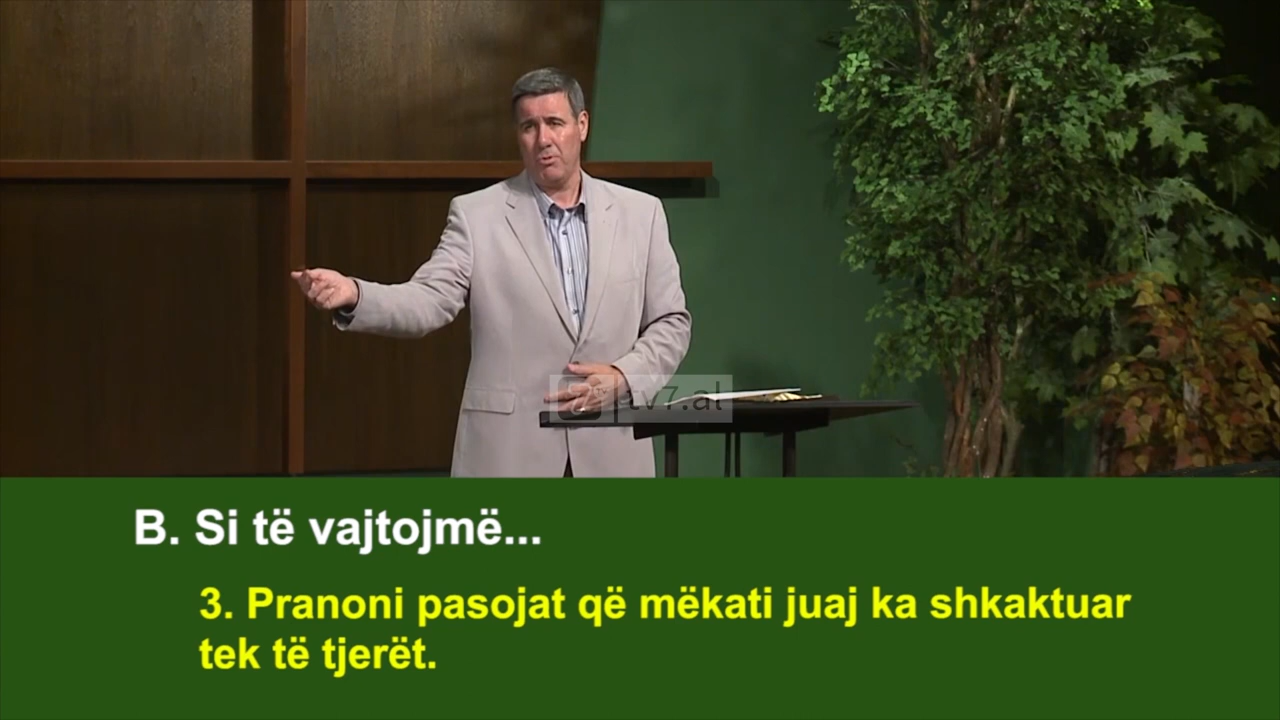 tv7.al
B. Si të vajtojmë...
3. Pranoni pasojat që mëkati juaj ka shkaktuar
tek të tjerët.